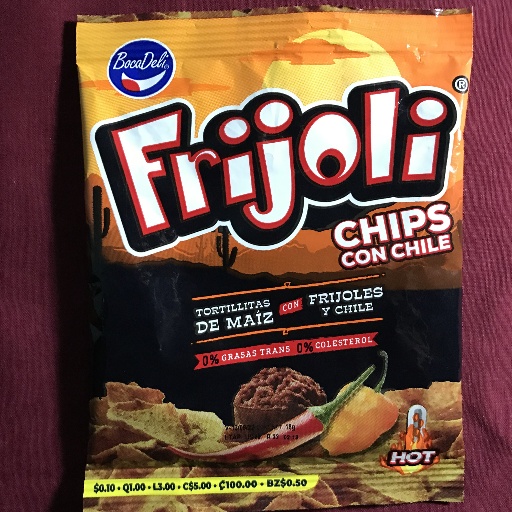 BocaDeli
Frijoli®
CHIPS
CON CHILE
TORTILLITAS
DE MAÍZ
CON
FRIJOLES
Y CHILE
0% GRASAS TRANS 0% COLESTEROL
HOT
$0.10 • Q1.00 • L3.00 • C$5.00 • ₡100.00 • BZ$0.50